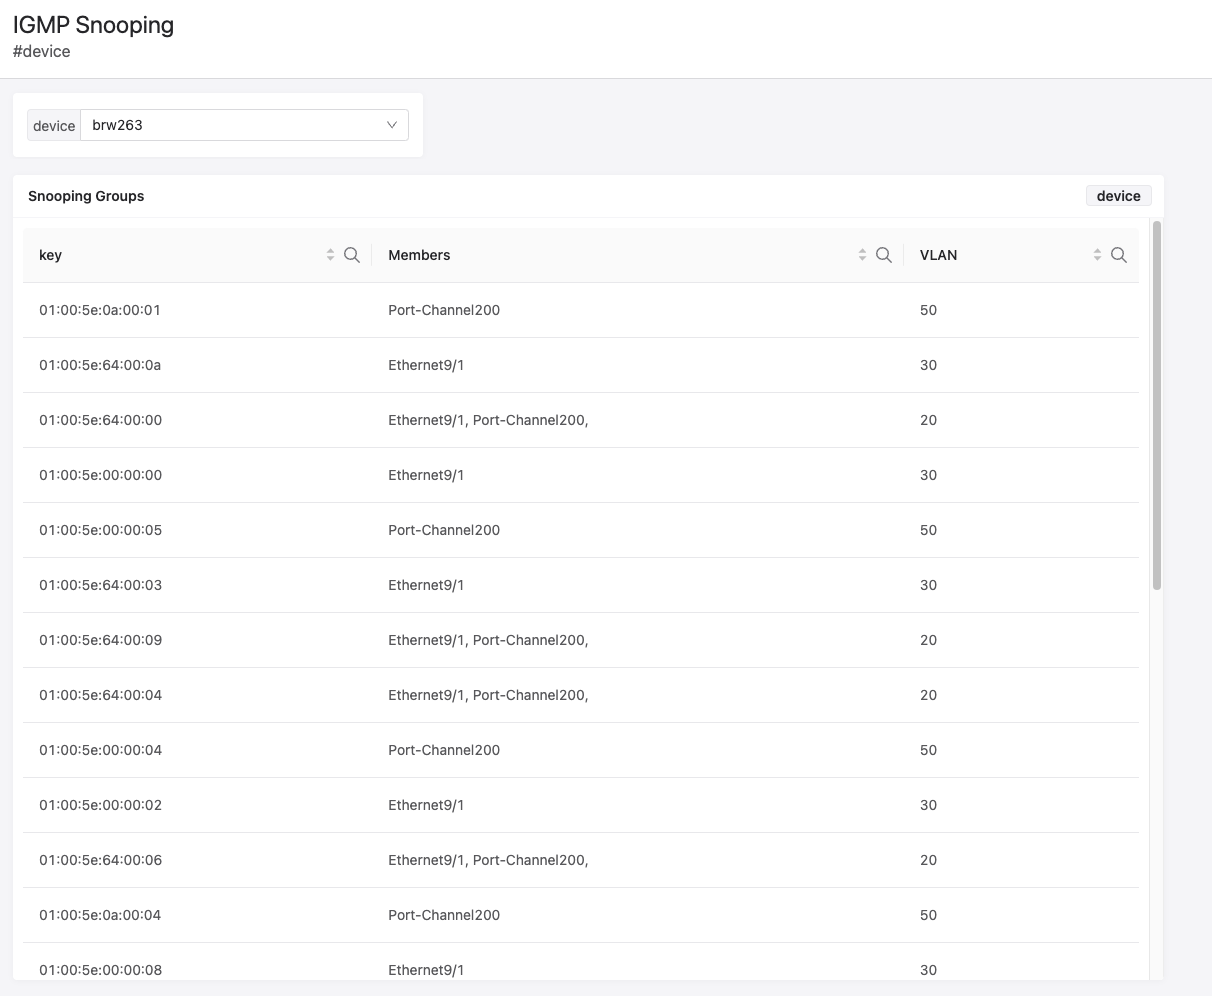 IGMP Snooping
#device
device brw263
Snooping Groups device
key Members VLAN
01:00:5e:0a:00:01 Port-Channel200 50
01:00:5e:64:00:0a Ethernet9/1 30
01:00:5e:64:00:00 Ethernet9/1, Port-Channel200, 20
01:00:5e:00:00:00 Ethernet9/1 30
01:00:5e:00:00:05 Port-Channel200 50
01:00:5e:64:00:03 Ethernet9/1 30
01:00:5e:64:00:09 Ethernet9/1, Port-Channel200, 20
01:00:5e:64:00:04 Ethernet9/1, Port-Channel200, 20
01:00:5e:00:00:04 Port-Channel200 50
01:00:5e:00:00:02 Ethernet9/1 30
01:00:5e:64:00:06 Ethernet9/1, Port-Channel200, 20
01:00:5e:0a:00:04 Port-Channel200 50
01:00:5e:00:00:08 Ethernet9/1 30